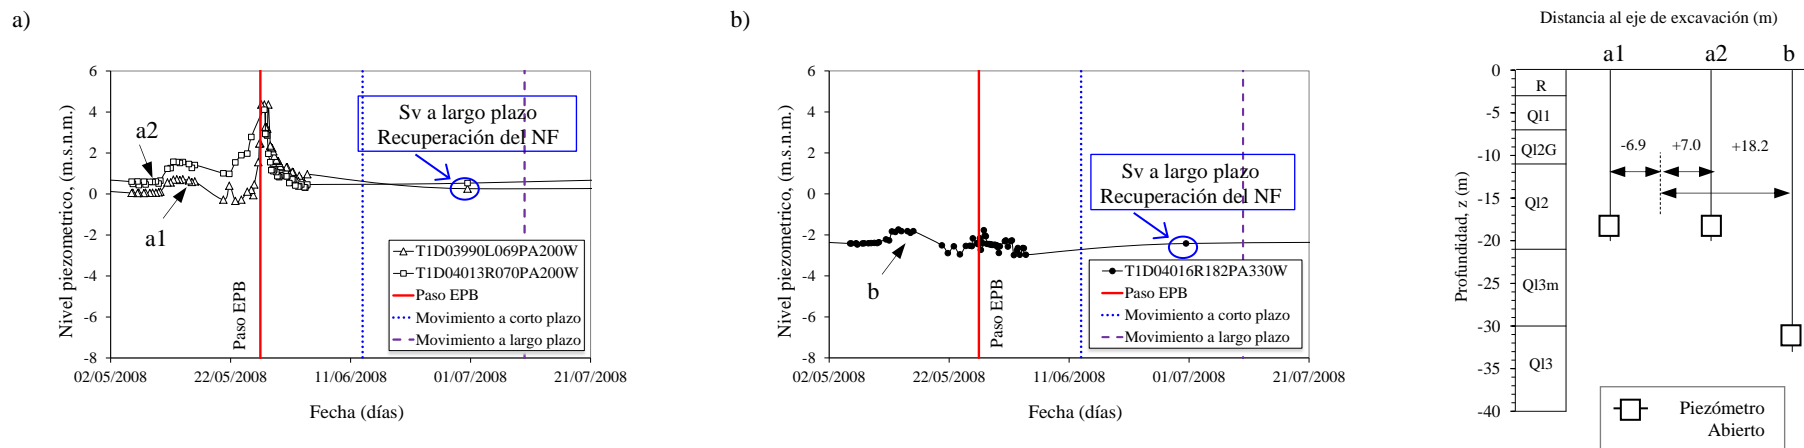 a)
6
4
2
0
-2
-4
-6
-8
Nivel piezometrico, (m.s.n.m.)
a2
a1
Sv a largo plazo
Recuperación del NF
Paso EPB
T1D03990L069PA200W
T1D04013R070PA200W
Paso EPB
Movimiento a corto plazo
Movimiento a largo plazo
02/05/2008 22/05/2008 11/06/2008 01/07/2008 21/07/2008
Fecha (días)
b)
6
4
2
0
-2
-4
-6
-8
Nivel piezométrico, (m.s.n.m.)
b
Sv a largo plazo
Recuperación del NF
Paso EPB
T1D04016R182PA330W
Paso EPB
Movimiento a corto plazo
Movimiento a largo plazo
02/05/2008 22/05/2008 11/06/2008 01/07/2008 21/07/2008
Fecha (días)
Distancia al eje de excavación (m)
a1 a2 b
0
-5
-10
-15
-20
-25
-30
-35
-40
Profundidad, z (m)
R
Ql1
Ql2G
Ql2
Ql3m
Ql3
-6.9 +7.0 +18.2
Piezómetro
Abierto